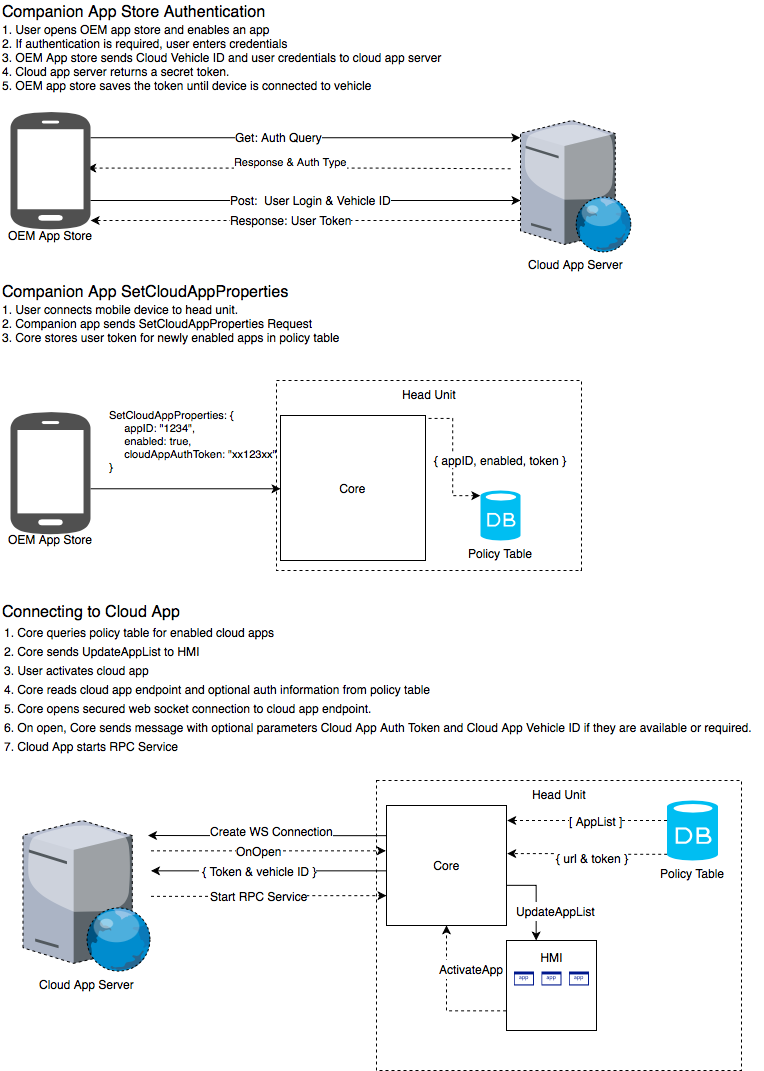 Companion App Store Authentication
1. User opens OEM app store and enables an app
2. If authentication is required, user enters credentials
3. OEM App store sends Cloud Vehicle ID and user credentials to cloud app server
4. Cloud app server returns a secret token.
5. OEM app store saves the token until device is connected to vehicle
Get: Auth Query
Response & Auth Type
Post:  User Login & Vehicle ID
Response: User Token
OEM App Store
Cloud App Server
Companion App SetCloudAppProperties
1. User connects mobile device to head unit.
2. Companion app sends SetCloudAppProperties Request
3. Core stores user token for newly enabled apps in policy table
Head Unit
SetCloudAppProperties: {
appID: "1234",
enabled: true,
cloudAppAuthToken: "xx123xx"
}
Core
{ appID, enabled, token }
DB
OEM App Store
Policy Table
Connecting to Cloud App
1. Core queries policy table for enabled cloud apps
2. Core sends UpdateAppList to HMI
3. User activates cloud app
4. Core reads cloud app endpoint and optional auth information from policy table
5. Core opens secured web socket connection to cloud app endpoint.
6. On open, Core sends message with optional parameters Cloud App Auth Token and Cloud App Vehicle ID if they are available or required.
7. Cloud App starts RPC Service
Head Unit
Create WS Connection
OnOpen
{ Token & vehicle ID }
Start RPC Service
Core
[ AppList ]
{ url & token }
DB
Policy Table
UpdateAppList
HMI
app
app
app
ActivateApp
Cloud App Server